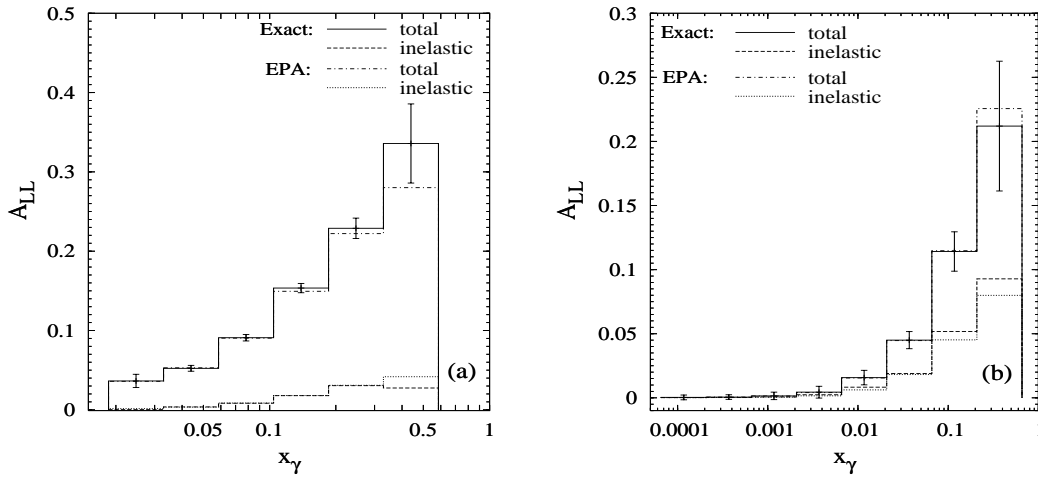 0.5
0.4
0.3
0.2
0.1
0
A_LL
Exact: total
inelastic
EPA: total
inelastic
(a)
0.05 0.1 0.5 1
x_γ
0.3
0.25
0.2
0.15
0.1
0.05
0
A_LL
Exact: total
inelastic
EPA: total
inelastic
(b)
0.0001 0.001 0.01 0.1 1
x_γ